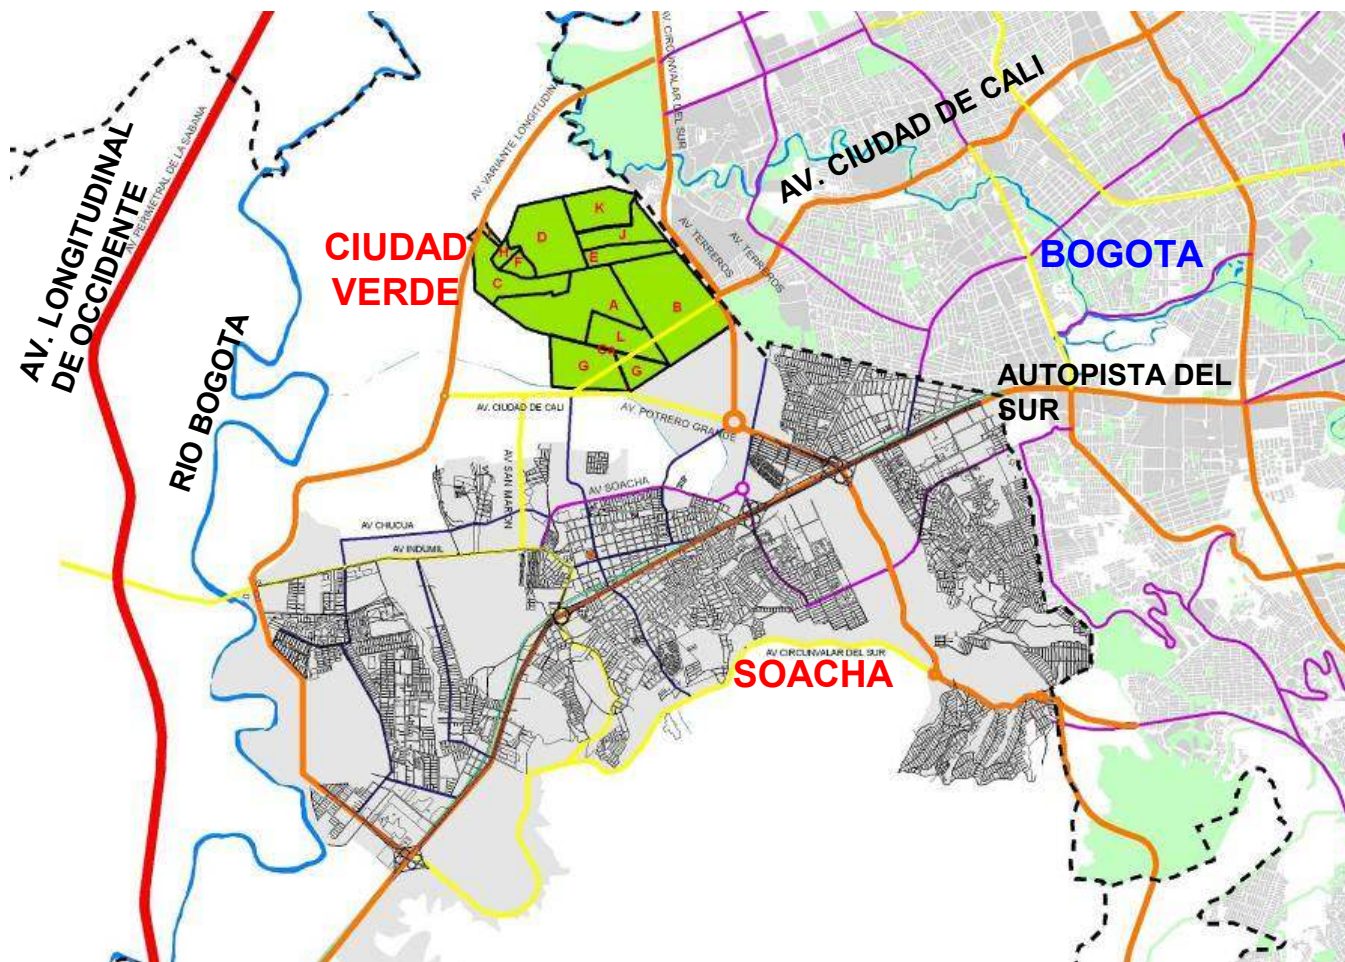 AV. CIRCUNVALAR DEL SUR
AV. VARIANTE LONGITUDINAL
AV. CIUDAD DE CALI
AV. LONGITUDINAL
DE OCCIDENTE
AV. PERIMETRAL DE LA SABANA
CIUDAD
VERDE
K
D
J
H
F
E
C
A
B
L
G
G
AV TERREROS
AV. TERREROS
BOGOTA
RIO BOGOTA
AUTOPISTA DEL
SUR
AV. CIUDAD DE CALI
AV POTRERO GRANDE
AV SAN MARON
AV SOACHA
AV CHUCUA
AV INDUMIL
AV CIRCUNVALAR DEL SUR
SOACHA